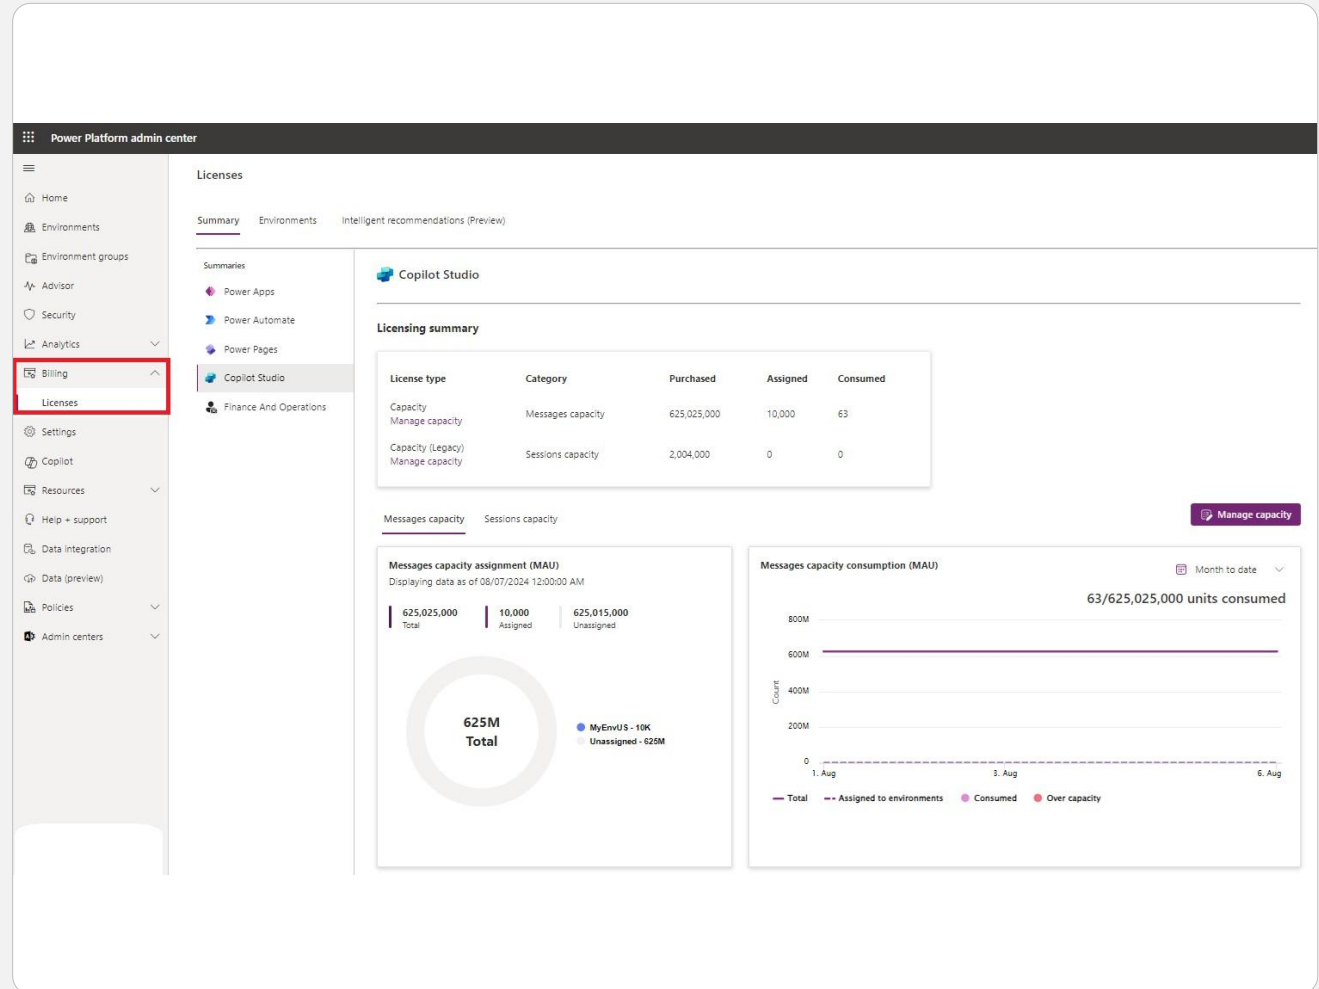 Power Platform admin center
Home
Environments
Environment groups
Advisor
Security
Analytics
Billing
Licenses
Settings
Copilot
Resources
Help + support
Data integration
Data (preview)
Policies
Admin centers
Licenses
Summary Environments Intelligent recommendations (Preview)
Summaries
Power Apps
Power Automate
Power Pages
Copilot Studio
Finance And Operations
Copilot Studio
Licensing summary
License type Category Purchased Assigned Consumed
Capacity
Manage capacity
Messages capacity 625,025,000 10,000 63
Capacity (Legacy)
Manage capacity
Sessions capacity 2,004,000 0 0
Messages capacity Sessions capacity
Manage capacity
Messages capacity assignment (MAU)
Displaying data as of 08/07/2024 12:00:00 AM
625,025,000 10,000 625,015,000
Total Assigned Unassigned
625M
Total
MyEnvUS - 10K
Unassigned - 625M
Messages capacity consumption (MAU)
Month to date
63/625,025,000 units consumed
800M
600M
400M
200M
0
Count
1. Aug 3. Aug 6. Aug
Total Assigned to environments Consumed Over capacity